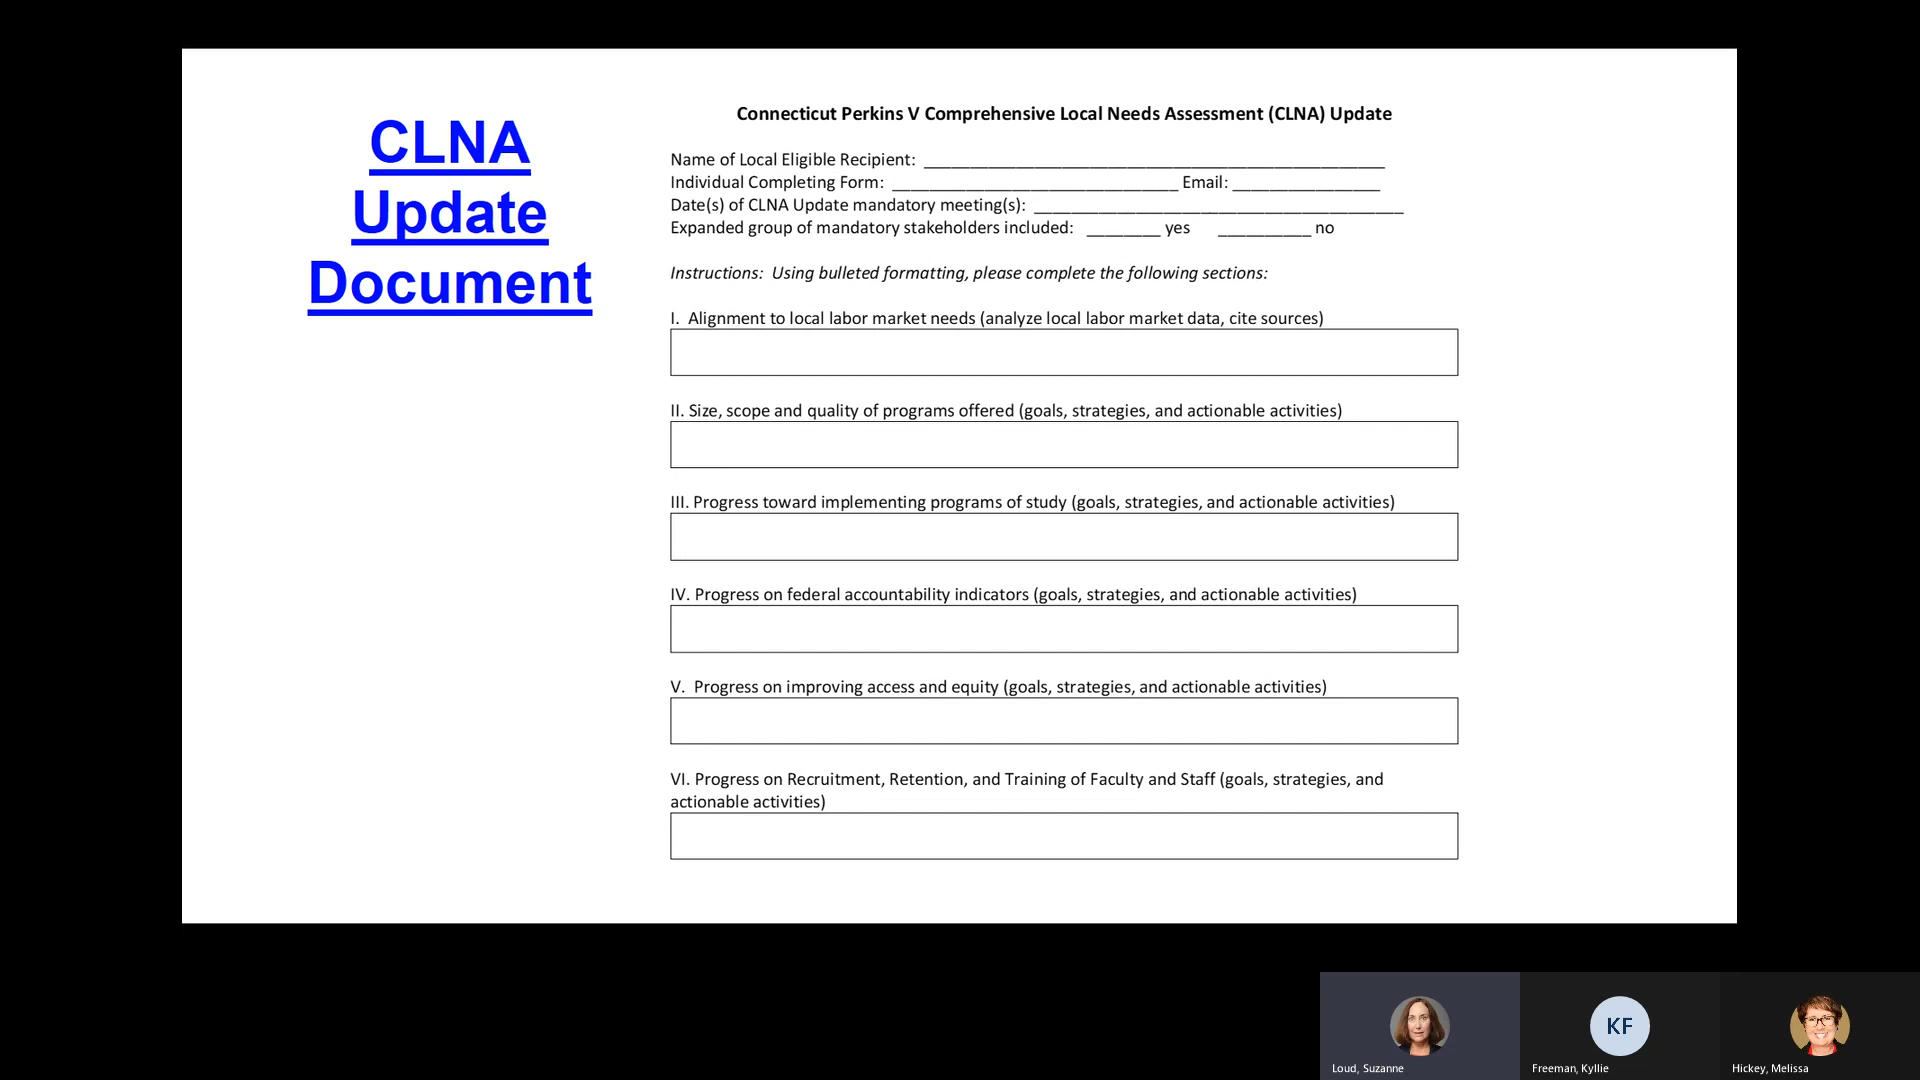 CLNA
Update
Document
Connecticut Perkins V Comprehensive Local Needs Assessment (CLNA) Update
Name of Local Eligible Recipient: __________________________________________________
Individual Completing Form: _______________________________ Email: ________________
Date(s) of CLNA Update mandatory meeting(s): ________________________________________
Expanded group of mandatory stakeholders included: ________ yes __________ no
Instructions: Using bulleted formatting, please complete the following sections:
I. Alignment to local labor market needs (analyze local labor market data, cite sources)
II. Size, scope and quality of programs offered (goals, strategies, and actionable activities)
III. Progress toward implementing programs of study (goals, strategies, and actionable activities)
IV. Progress on federal accountability indicators (goals, strategies, and actionable activities)
V. Progress on improving access and equity (goals, strategies, and actionable activities)
VI. Progress on Recruitment, Retention, and Training of Faculty and Staff (goals, strategies, and
actionable activities)
KF
Loud, Suzanne
Freeman, Kyllie
Hickey, Melissa